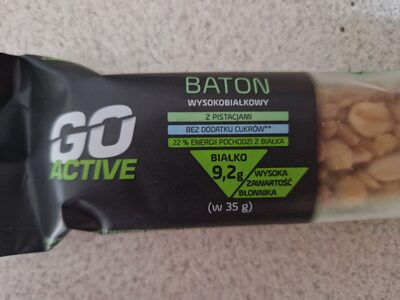 GO
ACTIVE
BATON
WYSOKOBIAŁKOWY
Z PISTACJAMI
BEZ DODATKU CUKRÓW**
22 % ENERGII POCHODZI Z BIAŁKA
BIAŁKO
9,2g
(w 35 g)
WYSOKA
ZAWARTOŚĆ
BŁONNIKA